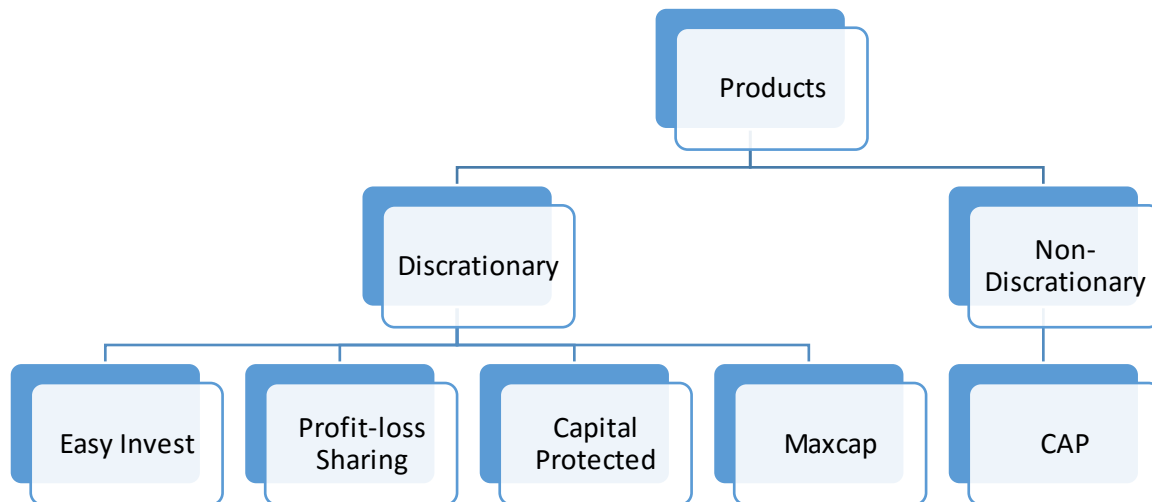 Products
Discrationary
Non-
Discrationary
Easy Invest
Profit-loss
Sharing
Capital
Protected
Maxcap
CAP